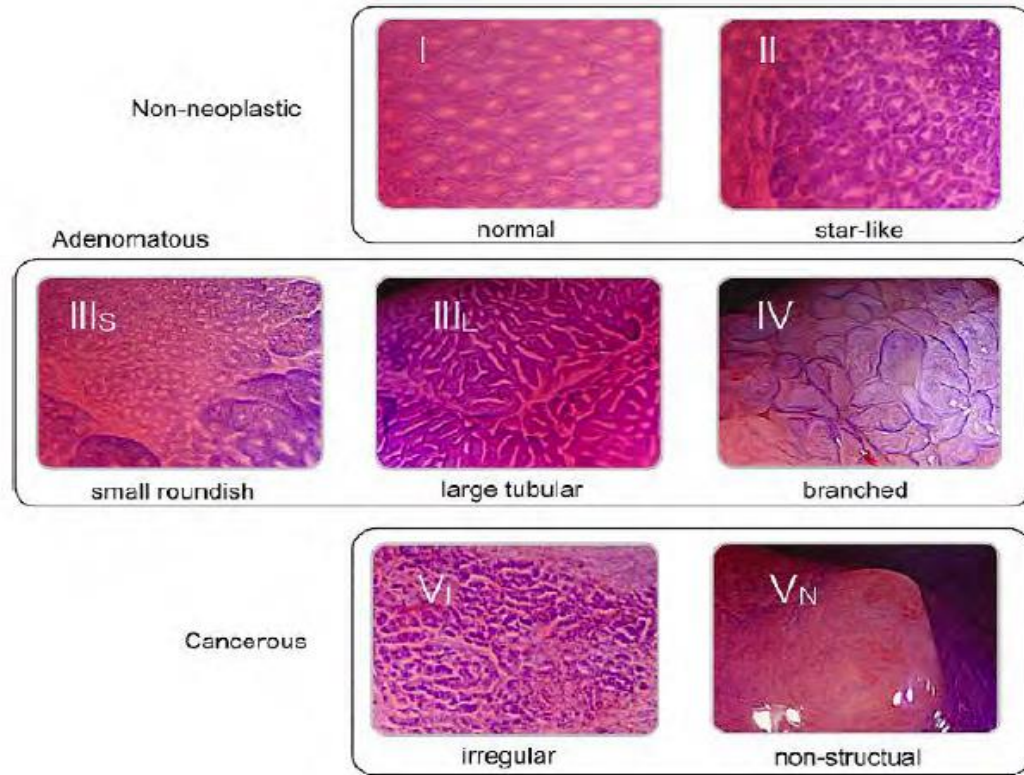 I
II
Non-neoplastic
normal
star-like
Adenomatous
IIIS
IIIL
IV
small roundish
large tubular
branched
VI
VN
Cancerous
irregular
non-structual